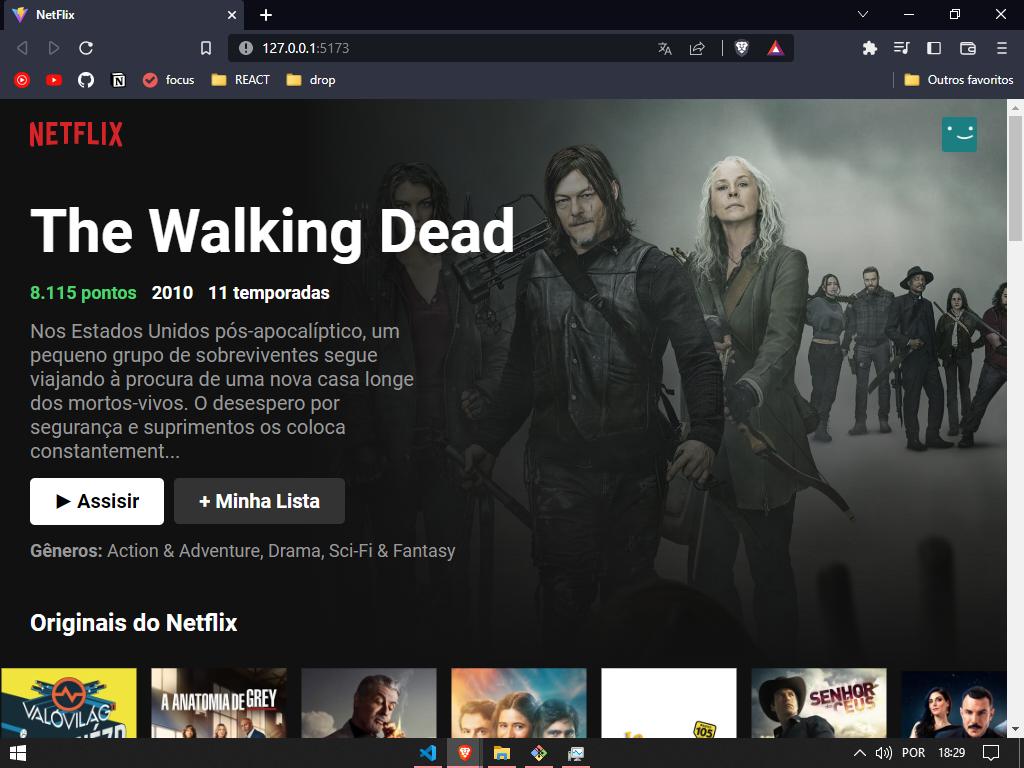 NetFlix
127.0.0.1:5173
focus
REACT
drop
Outros favoritos
NETFLIX
The Walking Dead
8.115 pontos 2010 11 temporadas
Nos Estados Unidos pós-apocalíptico, um
pequeno grupo de sobreviventes segue
viajando à procura de uma nova casa longe
dos mortos-vivos. O desespero por
segurança e suprimentos os coloca
constantement...
▶ Assisir
+ Minha Lista
Gêneros: Action & Adventure, Drama, Sci-Fi & Fantasy
Originais do Netflix
VALÓVILÁG
A ANATOMIA DE GREY
105
SENHOR DOS CÉUS
POR
18:29